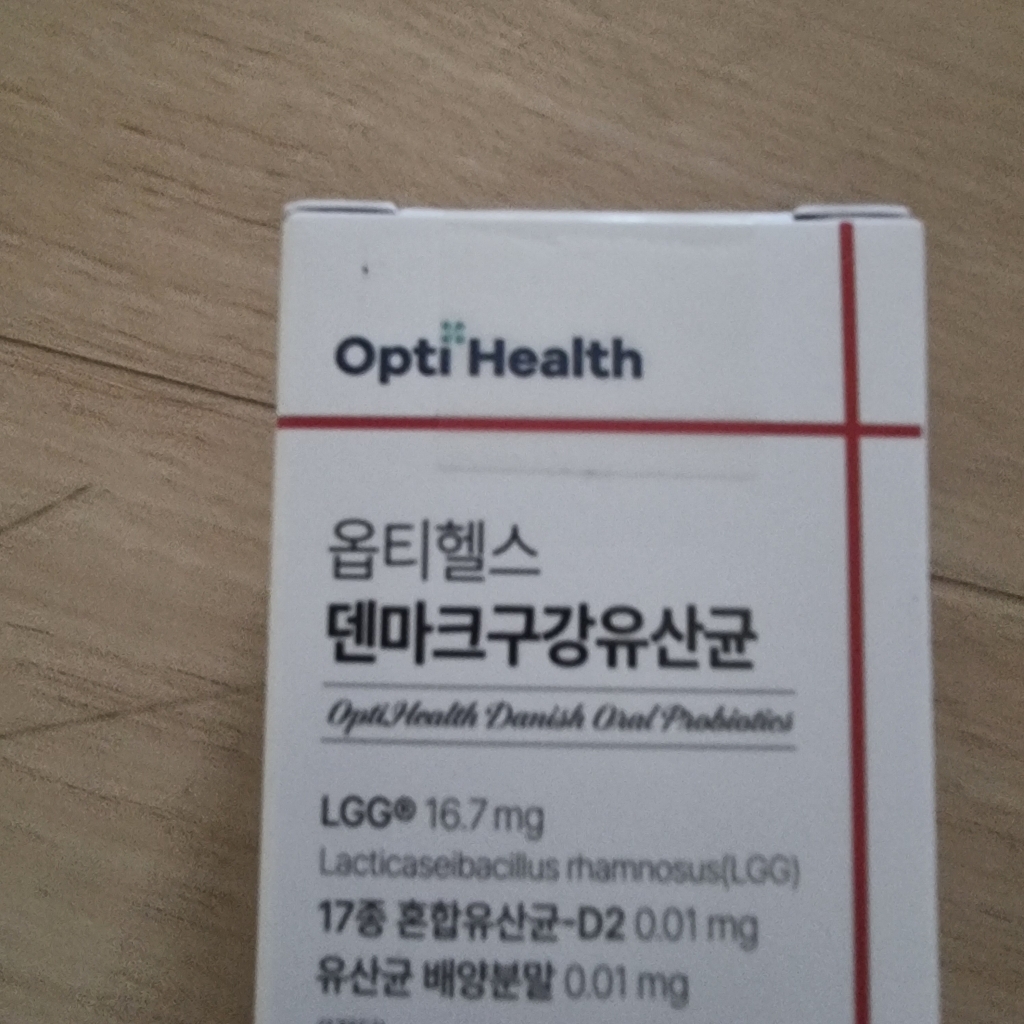 Opti Health
옵티헬스
덴마크구강유산균
OptiHealth Danish Oral Probiotics
LGG® 16.7 mg
Lacticaseibacillus rhamnosus(LGG)
17종 혼합유산균-D2 0.01 mg
유산균 배양분말 0.01 mg